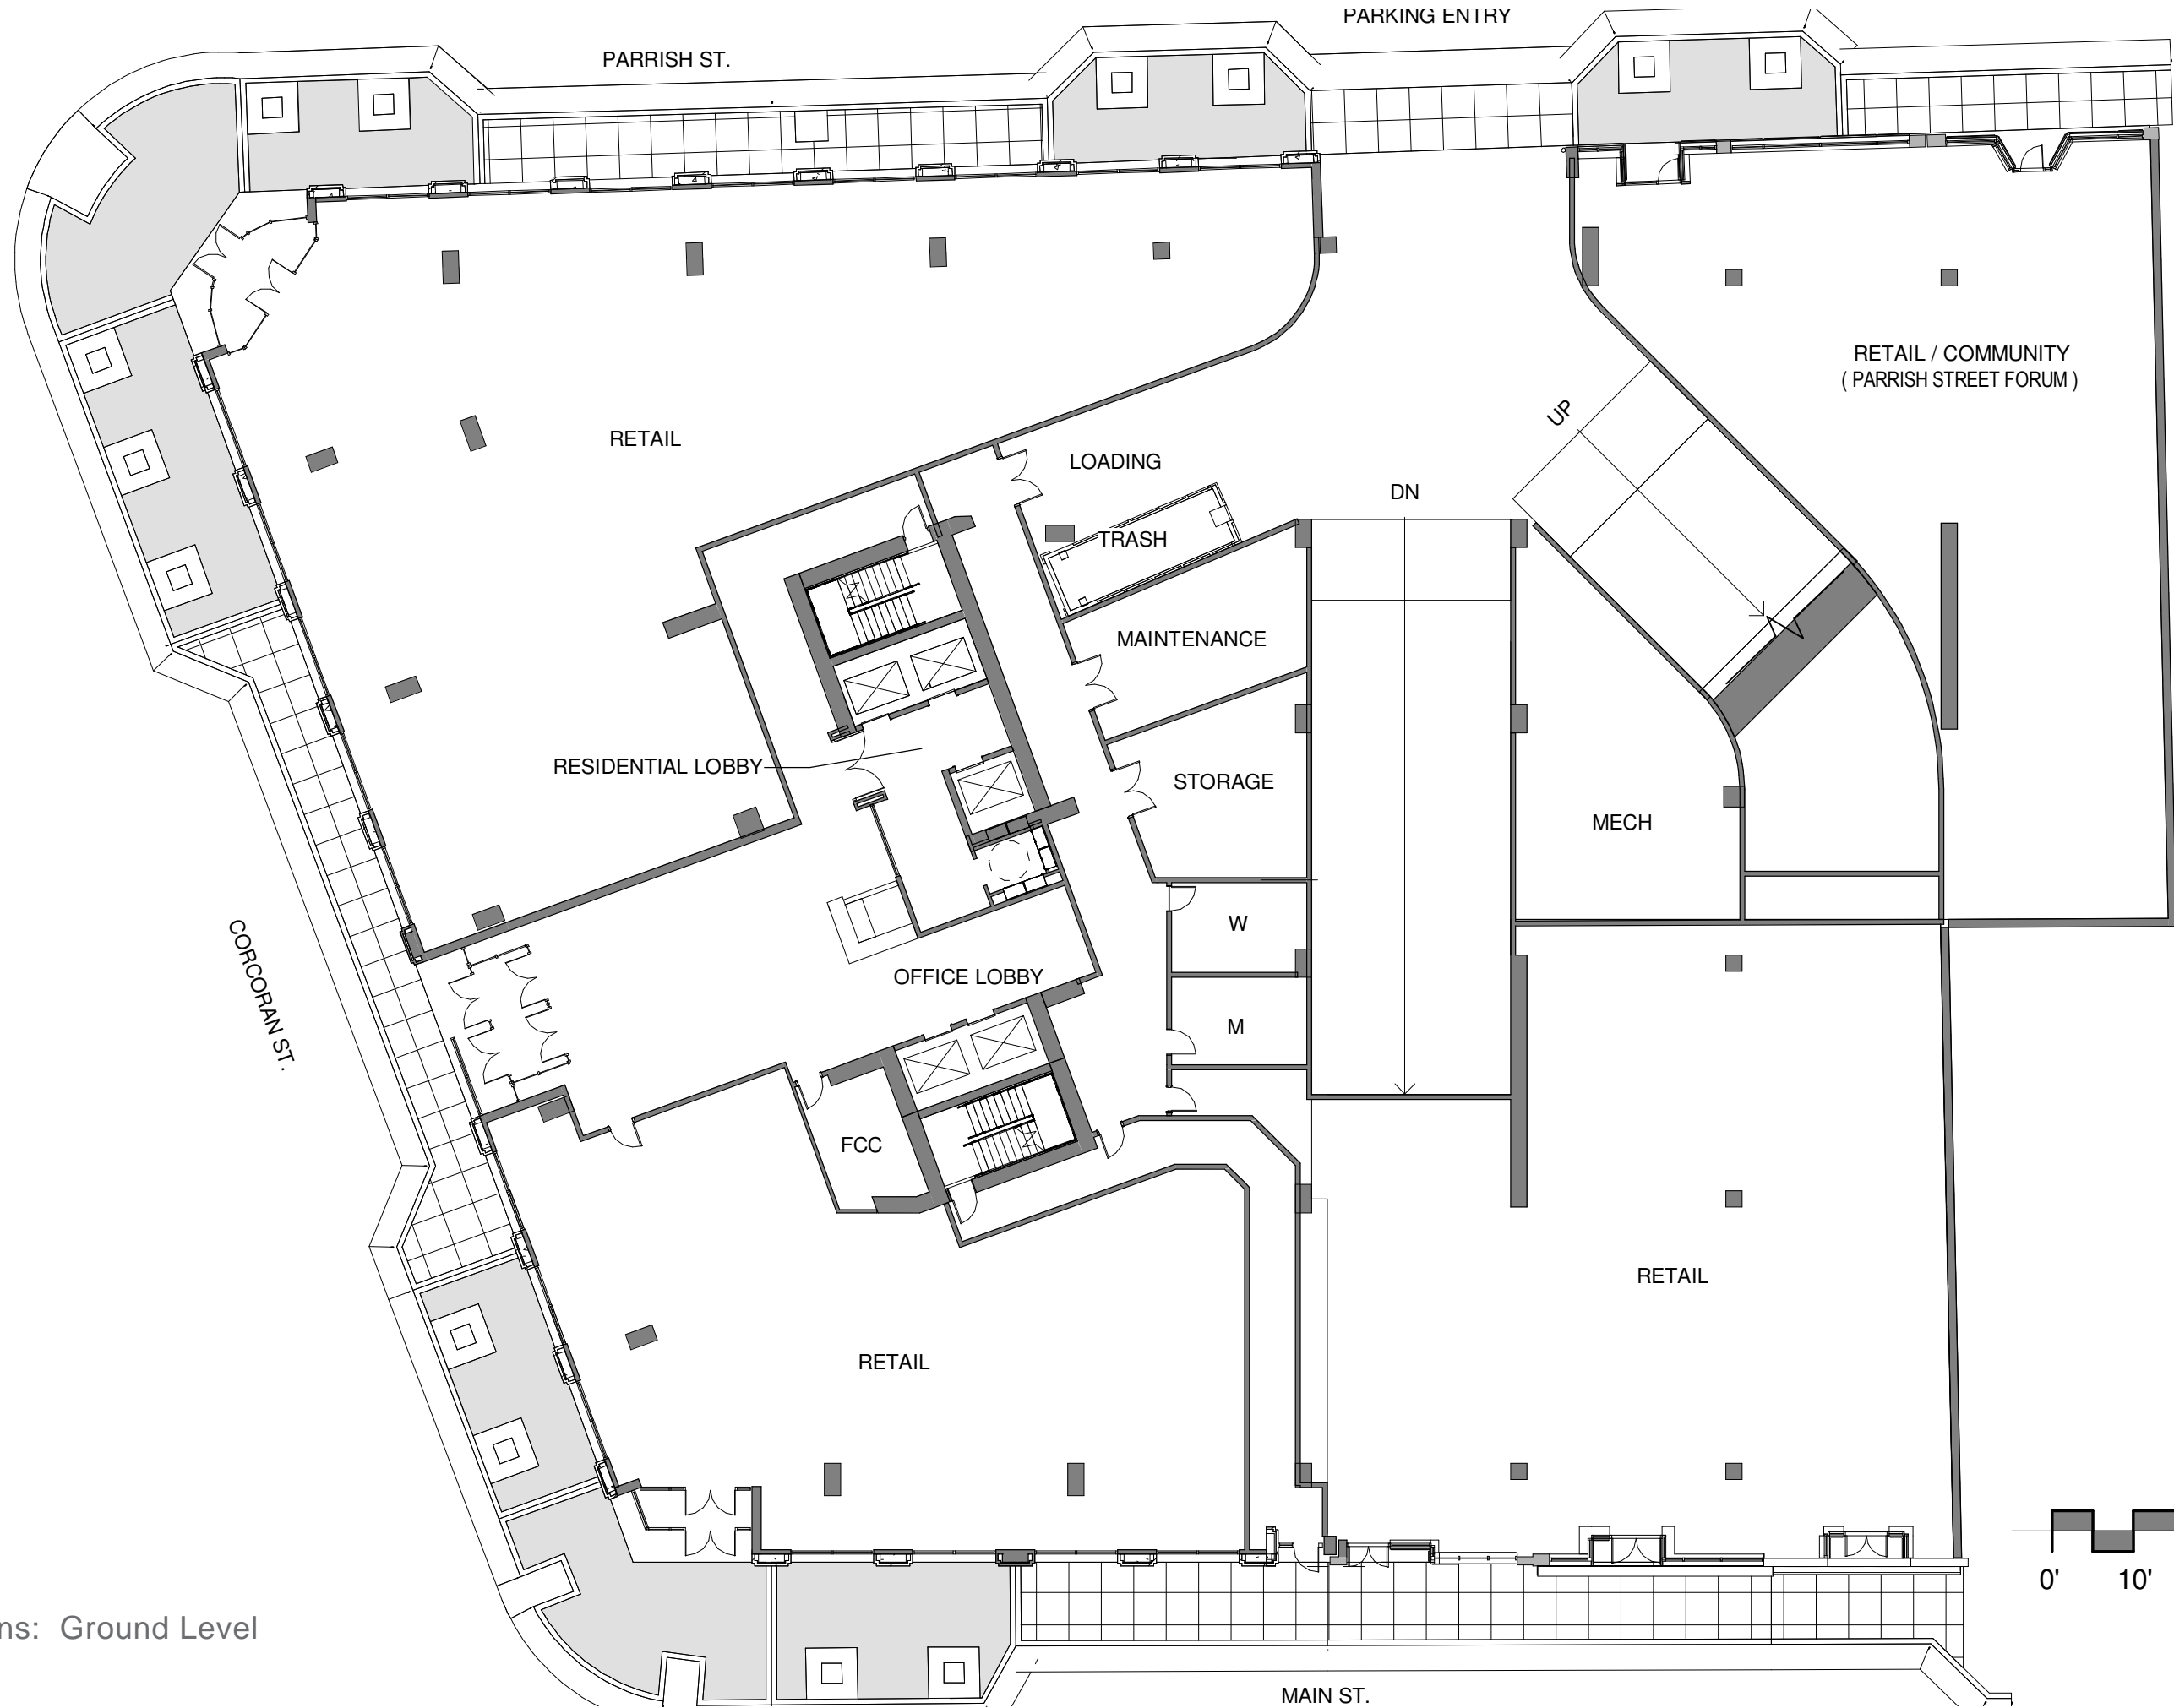 PARKING ENTRY
PARRISH ST.
RETAIL / COMMUNITY
( PARRISH STREET FORUM )
UP
RETAIL
LOADING
DN
TRASH
MAINTENANCE
RESIDENTIAL LOBBY
STORAGE
MECH
W
CORCORAN ST.
OFFICE LOBBY
M
FCC
RETAIL
RETAIL
0' 10'
ns: Ground Level
MAIN ST.